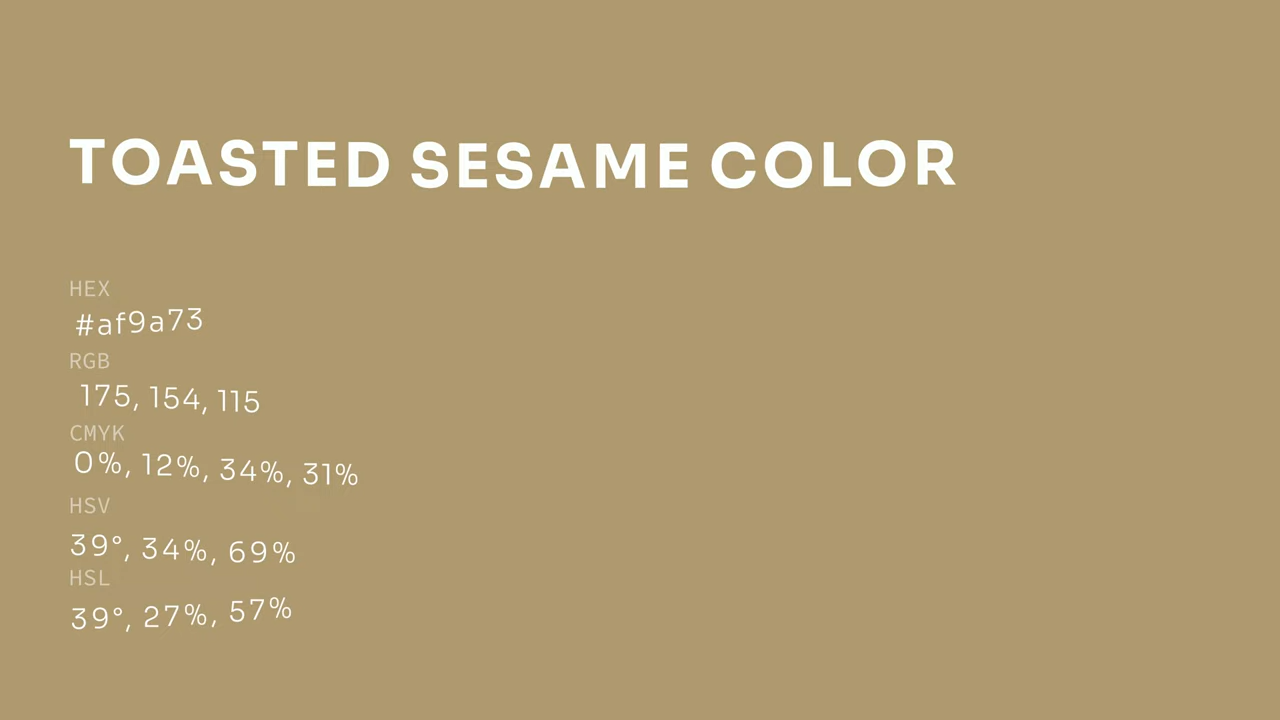 TOASTED SESAME COLOR
HEX
#af9a73
RGB
175, 154, 115
CMYK
0%, 12%, 34%, 31%
HSV
39°, 34%, 69%
HSL
39°, 27%, 57%